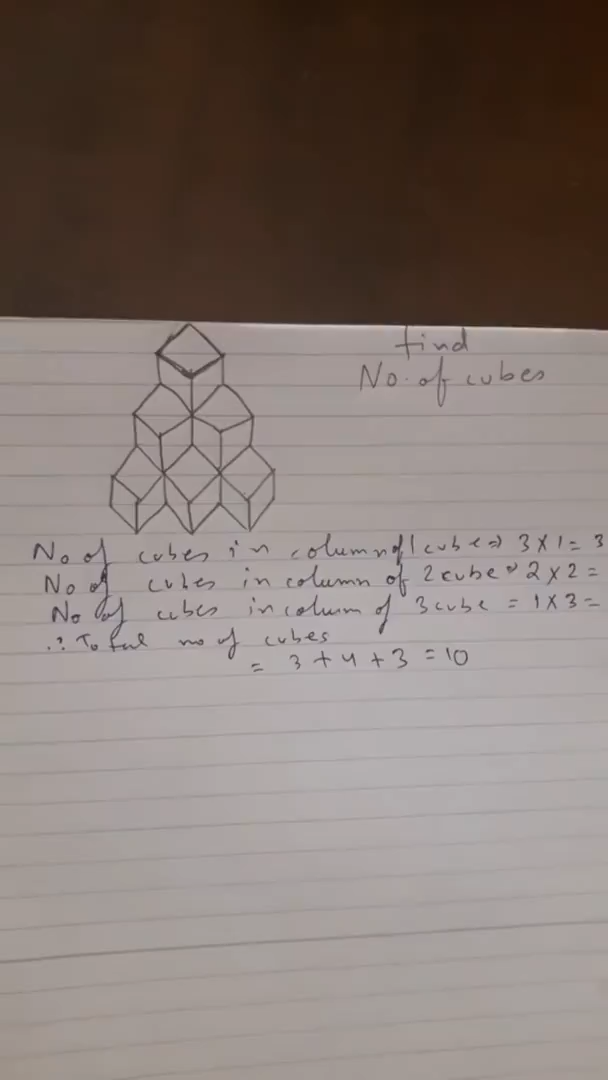 find
No. of cubes
No of cubes in column of 1 cube ⇒ 3 X 1 = 3
No of cubes in column of 2 cube ⇒ 2 X 2 =
No of cubes in column of 3 cube = 1 X 3 =
∴ Total no of cubes
= 3 + 4 + 3 = 10